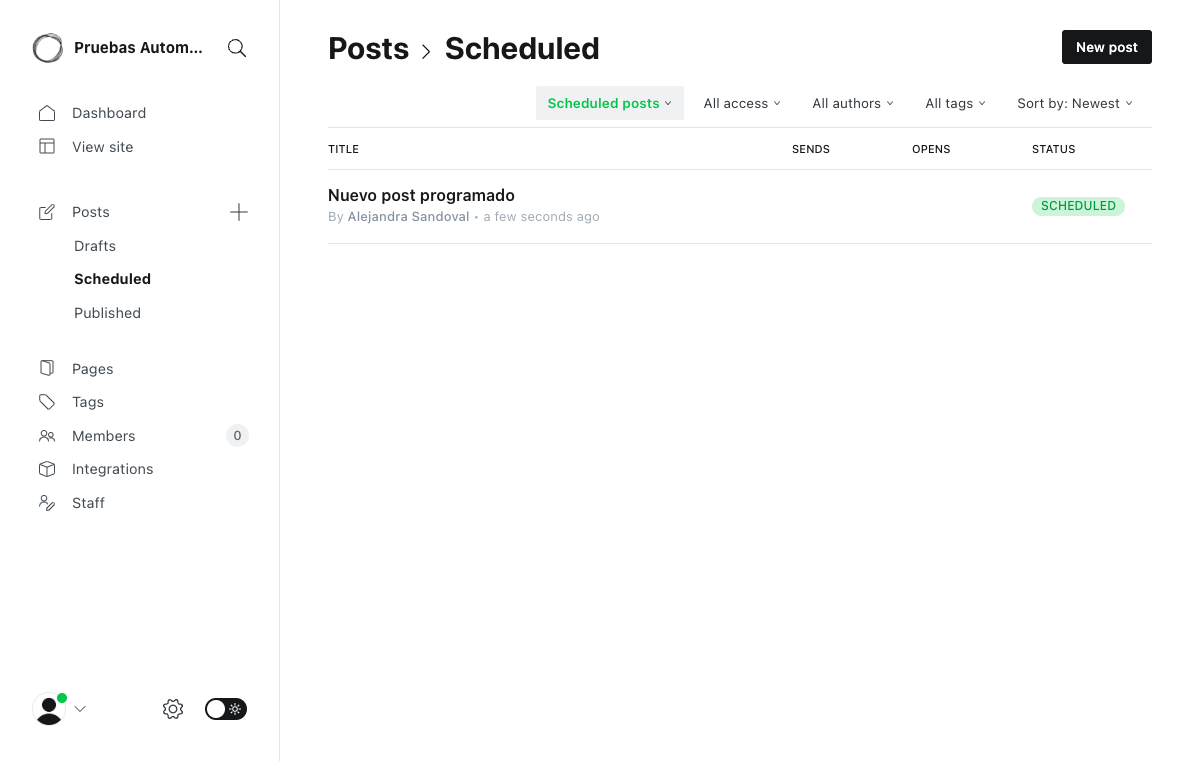 Pruebas Autom...
Dashboard
View site
Posts
Drafts
Scheduled
Published
Pages
Tags
Members 0
Integrations
Staff
Posts > Scheduled
New post
Scheduled posts All access All authors All tags Sort by: Newest
TITLE SENDS OPENS STATUS
Nuevo post programado
By Alejandra Sandoval • a few seconds ago
SCHEDULED